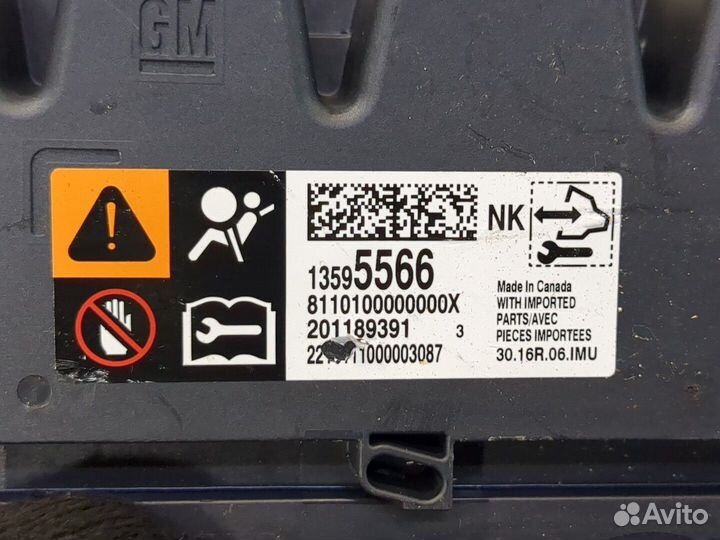 GM
NK
13595566
8110100000000X
201189391 3
11000003087
Made In Canada
WITH IMPORTED
PARTS/AVEC
PIECES IMPORTEES
30.16R.06.IMU
Avito